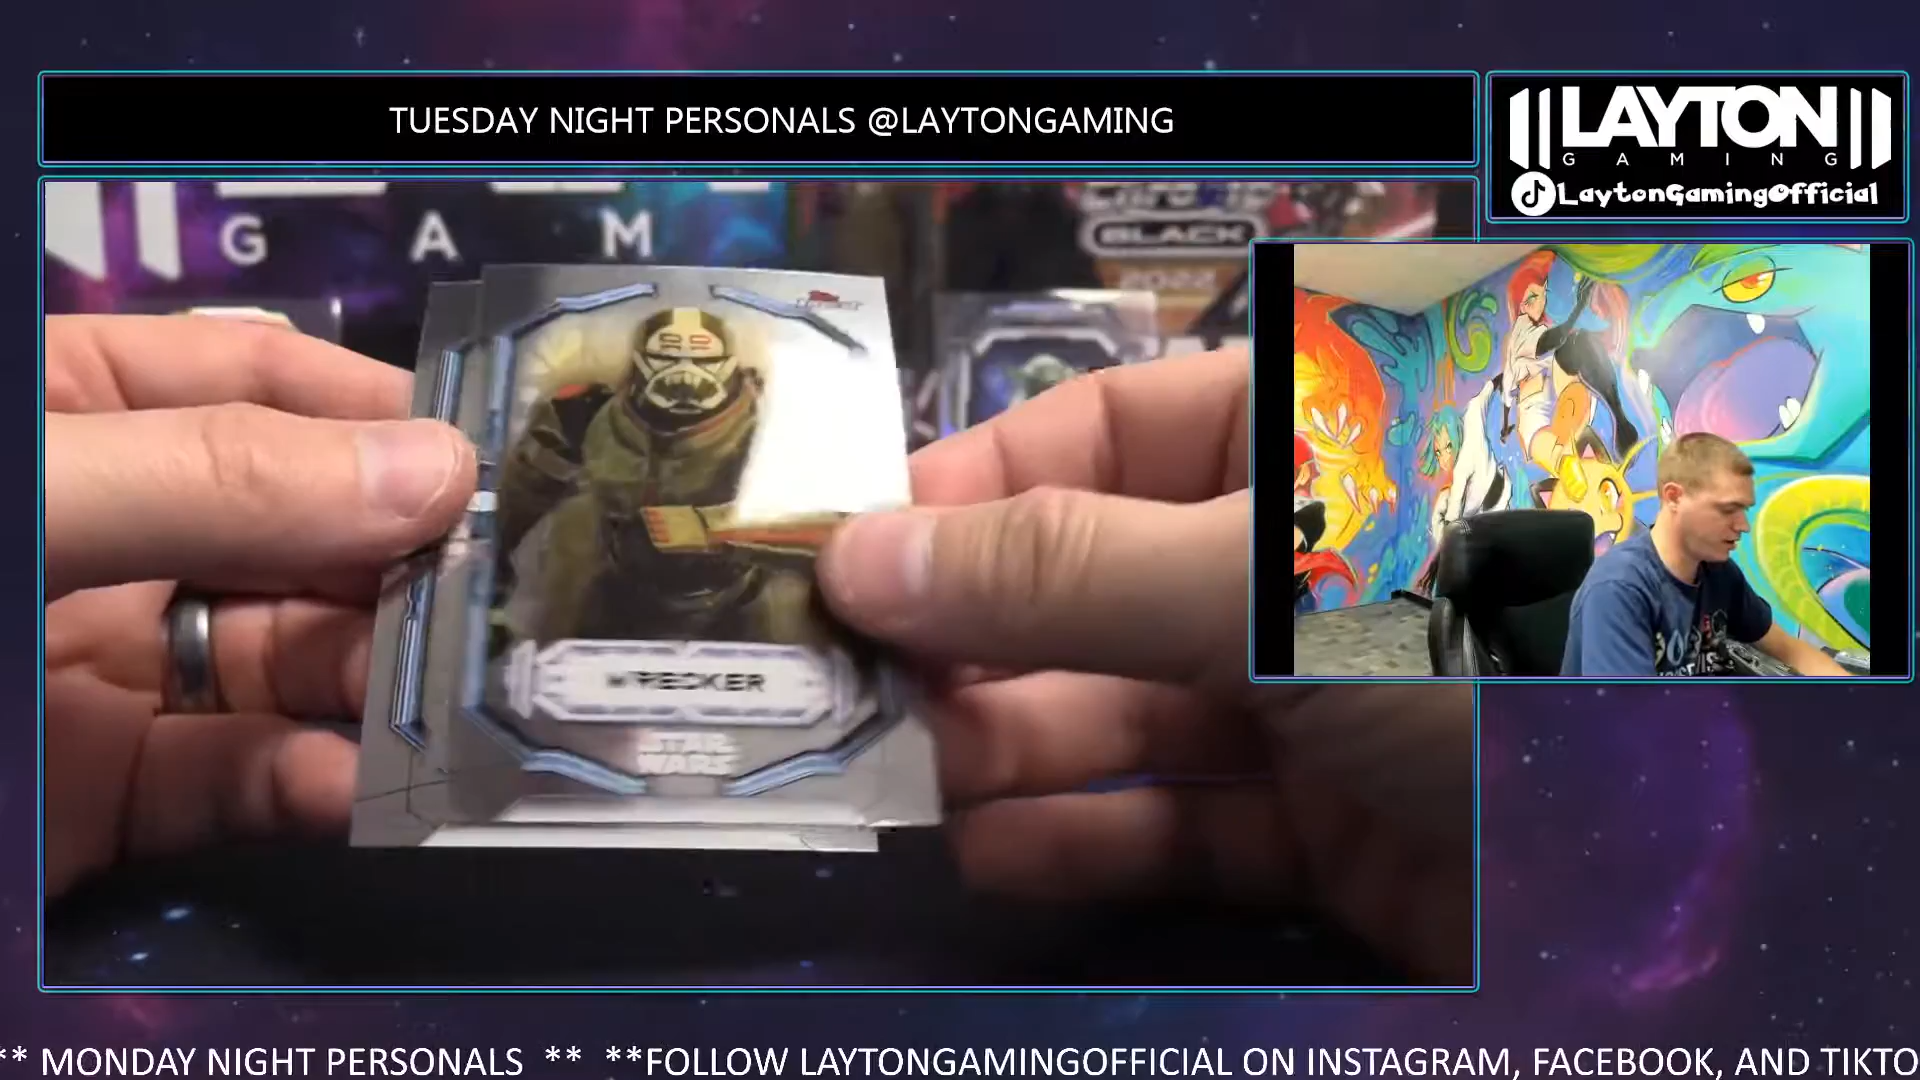 TUESDAY NIGHT PERSONALS @LAYTONGAMING
LAYTON
GAMING
LaytonGamingOfficial
G A M
BLACK
2022
WRECKER
STAR
WARS
** MONDAY NIGHT PERSONALS ** **FOLLOW LAYTONGAMINGOFFICIAL ON INSTAGRAM, FACEBOOK, AND TIKTO